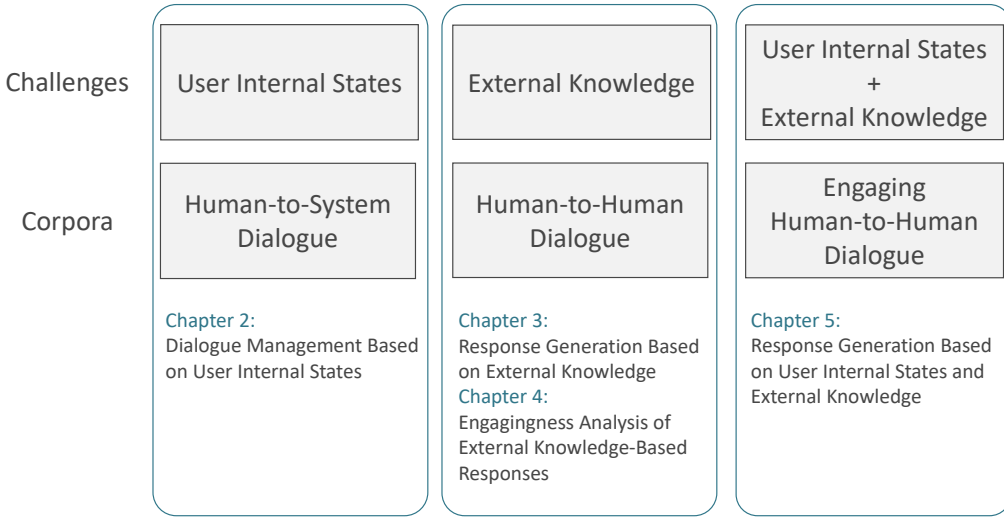 Challenges
User Internal States
External Knowledge
User Internal States
+
External Knowledge
Corpora
Human-to-System
Dialogue
Human-to-Human
Dialogue
Engaging
Human-to-Human
Dialogue
Chapter 2:
Dialogue Management Based
on User Internal States
Chapter 3:
Response Generation Based
on External Knowledge
Chapter 4:
Engagingness Analysis of
External Knowledge-Based
Responses
Chapter 5:
Response Generation Based
on User Internal States and
External Knowledge